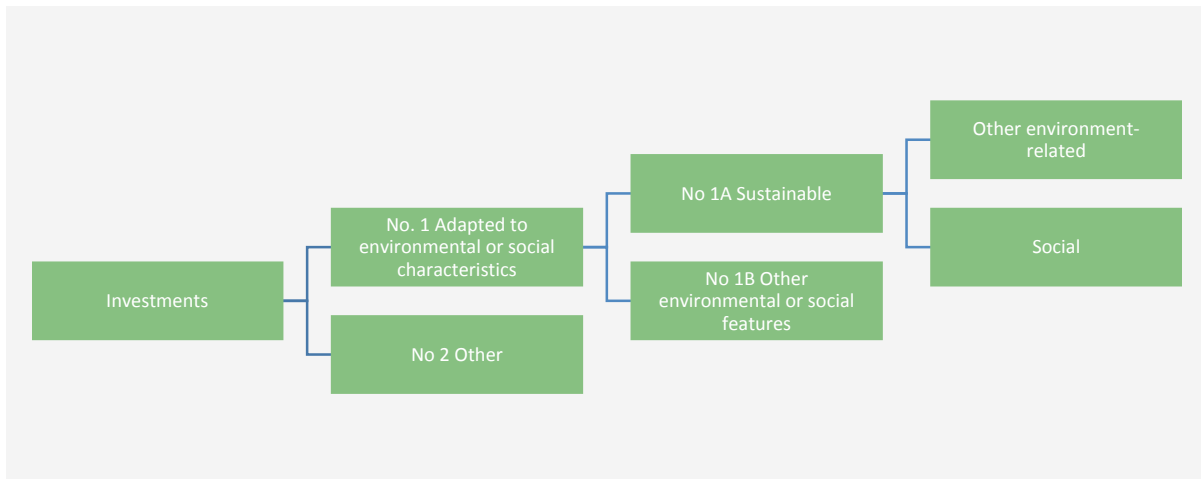 Investments
No. 1 Adapted to
environmental or social
characteristics
No 2 Other
No 1A Sustainable
No 1B Other
environmental or social
features
Other environment-
related
Social